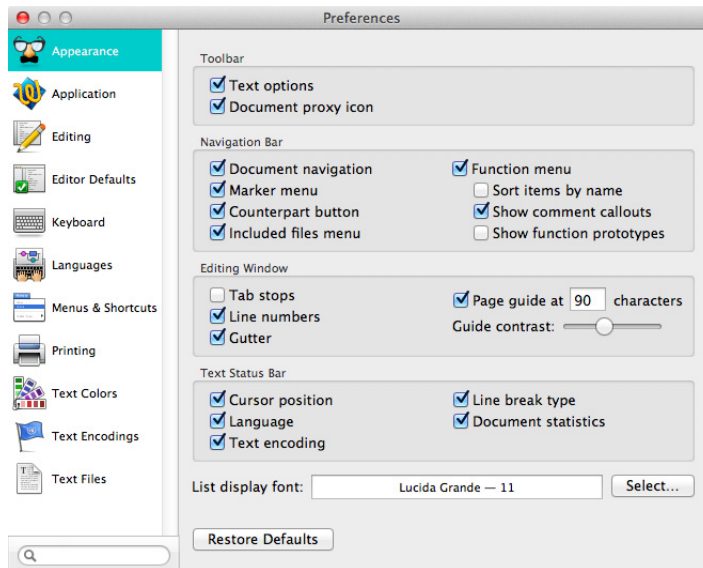 Preferences
Appearance
Application
Editing
Editor Defaults
Keyboard
Languages
Menus & Shortcuts
Printing
Text Colors
Text Encodings
Text Files
Toolbar
Text options
Document proxy icon
Navigation Bar
Document navigation
Marker menu
Counterpart button
Included files menu
Function menu
Sort items by name
Show comment callouts
Show function prototypes
Editing Window
Tab stops
Line numbers
Gutter
Page guide at 90 characters
Guide contrast:
Text Status Bar
Cursor position
Language
Text encoding
Line break type
Document statistics
List display font: Lucida Grande — 11 Select...
Restore Defaults